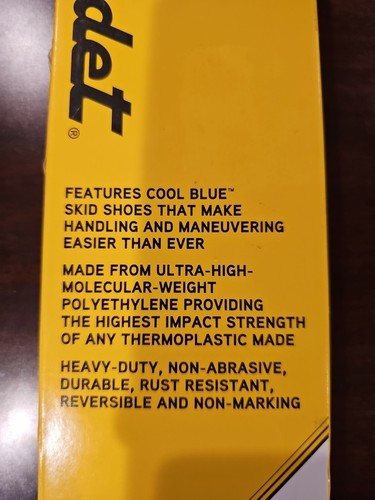 det®
FEATURES COOL BLUE™
SKID SHOES THAT MAKE
HANDLING AND MANEUVERING
EASIER THAN EVER
MADE FROM ULTRA-HIGH-
MOLECULAR-WEIGHT
POLYETHYLENE PROVIDING
THE HIGHEST IMPACT STRENGTH
OF ANY THERMOPLASTIC MADE
HEAVY-DUTY, NON-ABRASIVE,
DURABLE, RUST RESISTANT,
REVERSIBLE AND NON-MARKING